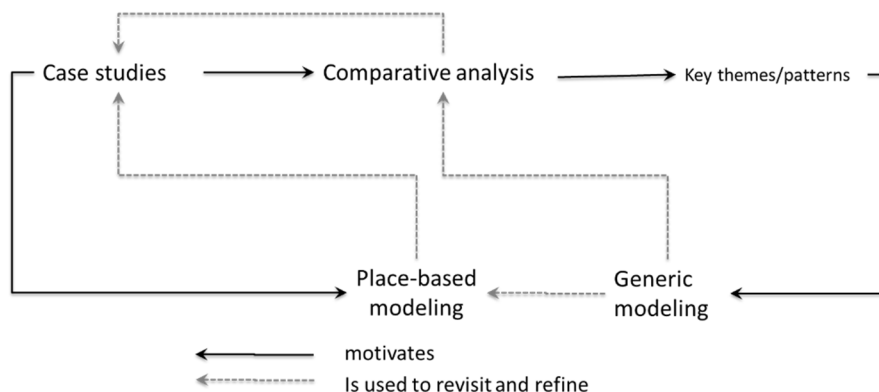 Case studies
Comparative analysis
Key themes/patterns
Place-based
modeling
Generic
modeling
motivates
Is used to revisit and refine